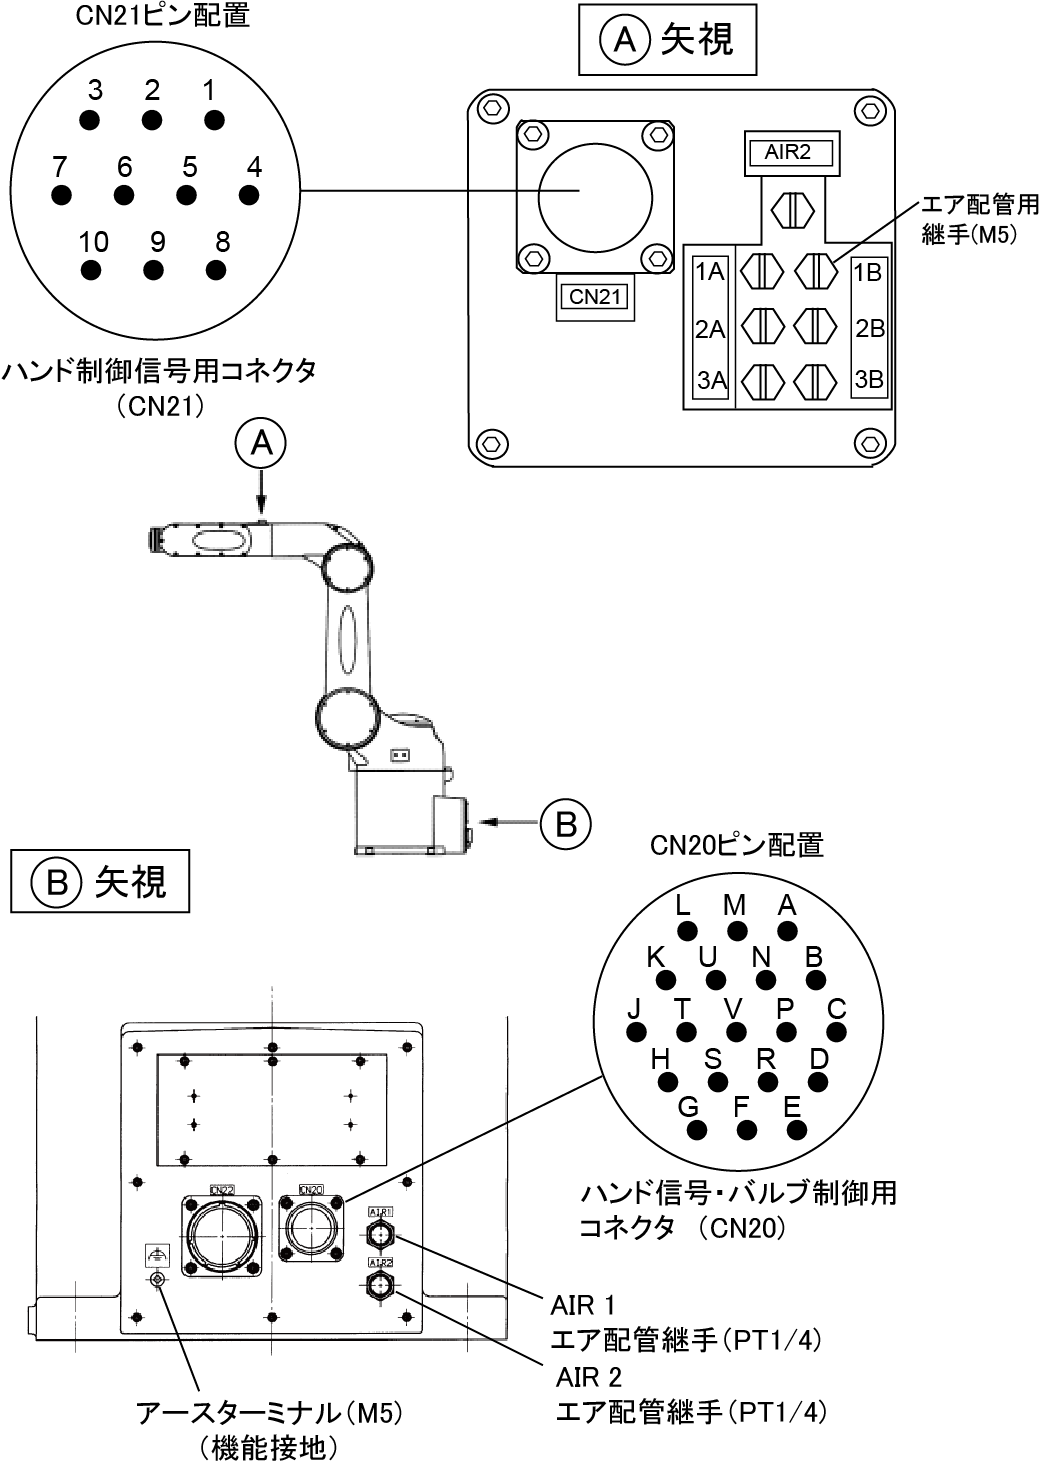 CN21ピン配置
3 2 1
7 6 5 4
10 9 8
ハンド制御信号用コネクタ
（CN21）
A 矢視
AIR2
エア配管用
継手(M5)
CN21
1A 1B
2A 2B
3A 3B
A
B
B 矢視
CN20ピン配置
L M A
K U N B
J T V P C
H S R D
G F E
ハンド信号・バルブ制御用
コネクタ （CN20）
CN22 CN20
AIR1
AIR2
AIR 1
エア配管継手（PT1/4）
AIR 2
エア配管継手（PT1/4）
アースターミナル（M5）
（機能接地）